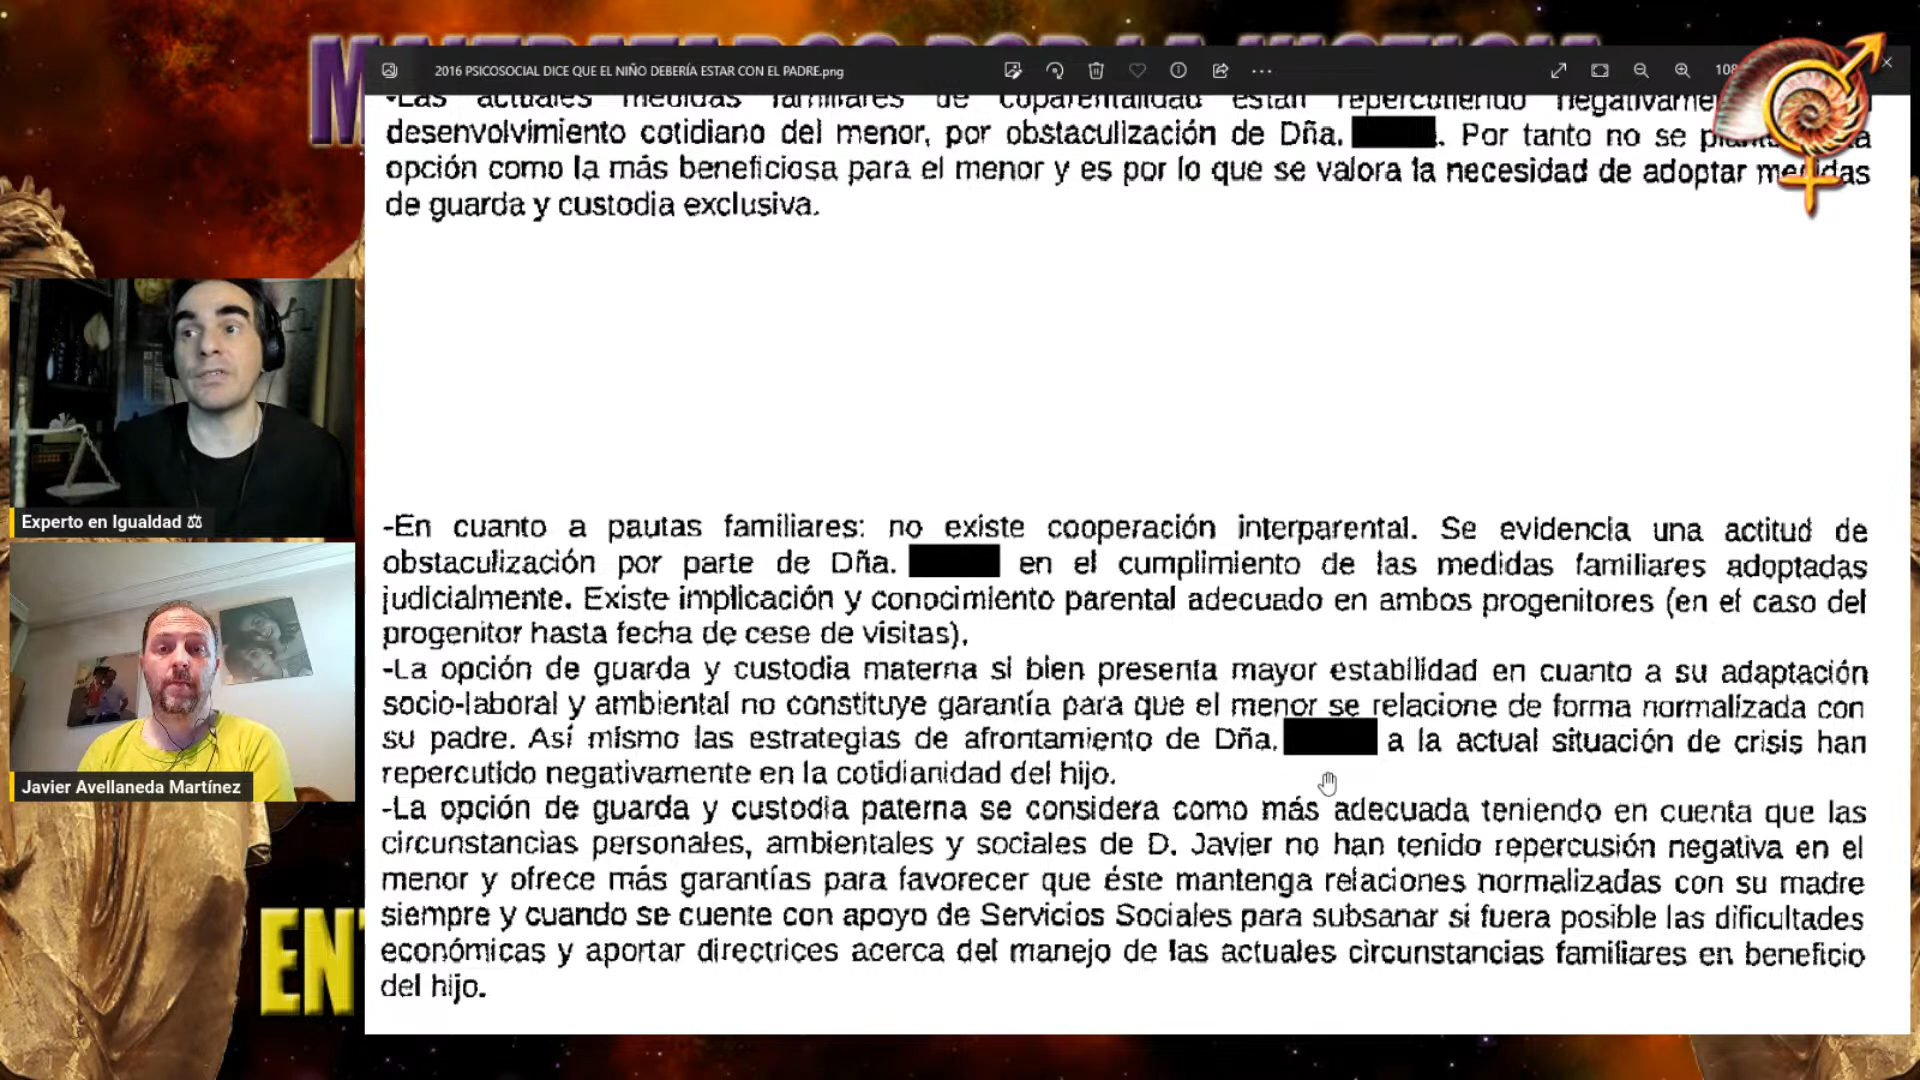 2016 PSICOSOCIAL DICE QUE EL NIÑO DEBERÍA ESTAR CON EL PADRE.png
-Las actuales medidas familiares de coparentalidad están repercutiendo
desenvolvimiento cotidiano del menor, por obstaculización de Dña. . Por tanto no se
opción como la más beneficiosa para el menor y es por lo que se valora la necesidad de adoptar medidas
de guarda y custodia exclusiva.
-En cuanto a pautas familiares: no existe cooperación interparental. Se evidencia una actitud de
obstaculización por parte de Dña. en el cumplimiento de las medidas familiares adoptadas
judicialmente. Existe implicación y conocimiento parental adecuado en ambos progenitores (en el caso del
progenitor hasta fecha de cese de visitas).
-La opción de guarda y custodia materna si bien presenta mayor estabilidad en cuanto a su adaptación
socio-laboral y ambiental no constituye garantía para que el menor se relacione de forma normalizada con
su padre. Así mismo las estrategias de afrontamiento de Dña. a la actual situación de crisis han
repercutido negativamente en la cotidianidad del hijo.
-La opción de guarda y custodia paterna se considera como más adecuada teniendo en cuenta que las
circunstancias personales, ambientales y sociales de D. Javier no han tenido repercusión negativa en el
menor y ofrece más garantías para favorecer que éste mantenga relaciones normalizadas con su madre
siempre y cuando se cuente con apoyo de Servicios Sociales para subsanar si fuera posible las dificultades
económicas y aportar directrices acerca del manejo de las actuales circunstancias familiares en beneficio
del hijo.
Experto en Igualdad ⚖
Javier Avellaneda Martínez